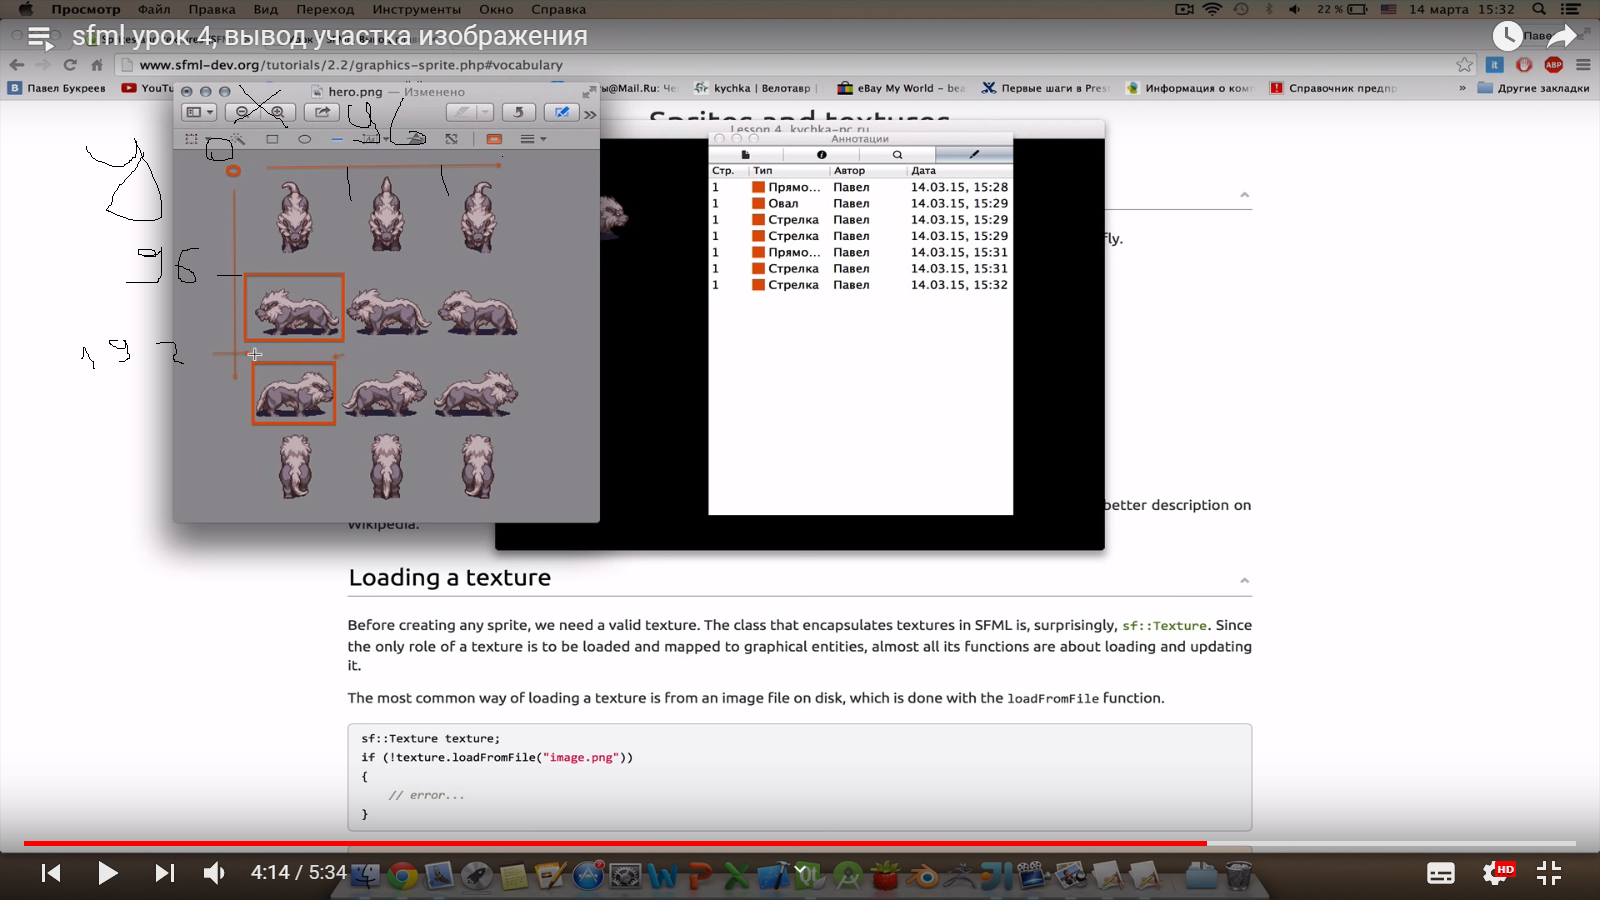 Просмотр Файл Правка Вид Переход Инструменты Окно Справка 22 % 14 марта 15:32
sfml урок 4, вывод участка изображения
www.sfml-dev.org/tutorials/2.2/graphics-sprite.php#vocabulary
Павел Букреев YouTu @Mail.Ru: Че kychka | Велотавр eBay My World - bea Первые шаги в Prest Информация о комп Справочник предпр » Другие закладки
hero.png — Изменено
Sprites and textures
Lesson 4. kychka-pc.ru
Аннотации
Стр. Тип Автор Дата
1 Прямо... Павел 14.03.15, 15:28
1 Овал Павел 14.03.15, 15:29
1 Стрелка Павел 14.03.15, 15:29
1 Стрелка Павел 14.03.15, 15:29
1 Прямо... Павел 14.03.15, 15:31
1 Стрелка Павел 14.03.15, 15:31
1 Стрелка Павел 14.03.15, 15:32
X
96
0
y
96
192
fly.
better description on
Wikipedia.
Loading a texture
Before creating any sprite, we need a valid texture. The class that encapsulates textures in SFML is, surprisingly, sf::Texture. Since
the only role of a texture is to be loaded and mapped to graphical entities, almost all its functions are about loading and updating
it.
The most common way of loading a texture is from an image file on disk, which is done with the loadFromFile function.
sf::Texture texture;
if (!texture.loadFromFile("image.png"))
{
// error...
}
4:14 / 5:34
HD